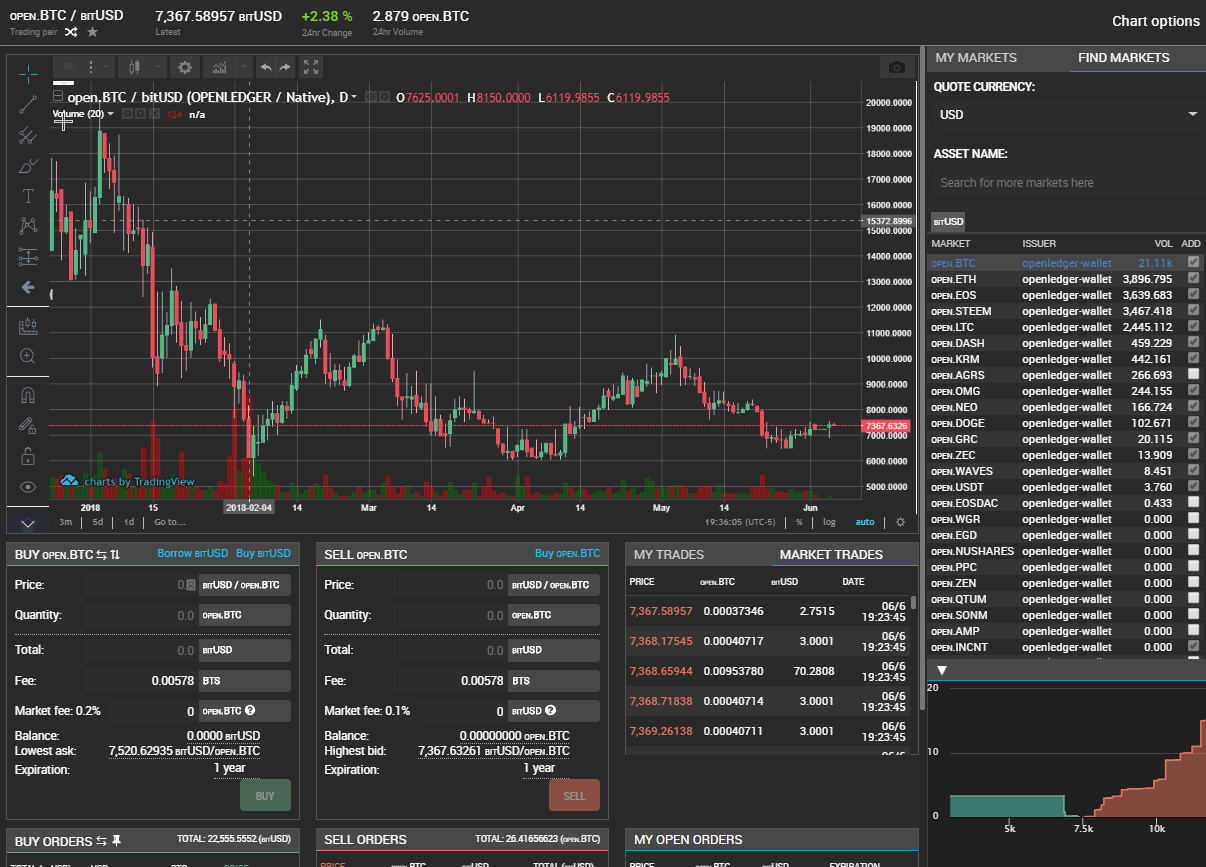 OPEN.BTC / BITUSD
Trading pair
7,367.58957 BITUSD
Latest
+2.38 %
24hr Change
2.879 OPEN.BTC
24hr Volume
Chart options
1D
open.BTC / bitUSD (OPENLEDGER / Native), D
O7625.0001 H8150.0000 L6119.9855 C6119.9855
Volume (20)
124 n/a
20000.0000
19000.0000
18000.0000
17000.0000
16000.0000
15372.8996
15000.0000
14000.0000
13000.0000
12000.0000
11000.0000
10000.0000
9000.0000
8000.0000
7367.6326
7000.0000
6000.0000
5000.0000
charts by TradingView
2018 15 2018-02-04 14 Mar 14 Apr 14 May 14 Jun
3m 5d 1d Go to...
19:36:05 (UTC-5) % log auto
MY MARKETS FIND MARKETS
QUOTE CURRENCY:
USD
ASSET NAME:
Search for more markets here
BITUSD
MARKET ISSUER VOL ADD
OPEN.BTC openledger-wallet 21.11k
OPEN.ETH openledger-wallet 3,896.795
OPEN.EOS openledger-wallet 3,639.683
OPEN.STEEM openledger-wallet 3,467.418
OPEN.LTC openledger-wallet 2,445.112
OPEN.DASH openledger-wallet 459.229
OPEN.KRM openledger-wallet 442.161
OPEN.AGRS openledger-wallet 266.693
OPEN.OMG openledger-wallet 244.155
OPEN.NEO openledger-wallet 166.724
OPEN.DOGE openledger-wallet 102.671
OPEN.GRC openledger-wallet 20.115
OPEN.ZEC openledger-wallet 13.909
OPEN.WAVES openledger-wallet 8.451
OPEN.USDT openledger-wallet 3.760
OPEN.EOSDAC openledger-wallet 0.433
OPEN.WGR openledger-wallet 0.000
OPEN.EGD openledger-wallet 0.000
OPEN.NUSHARES openledger-wallet 0.000
OPEN.PPC openledger-wallet 0.000
OPEN.ZEN openledger-wallet 0.000
OPEN.QTUM openledger-wallet 0.000
OPEN.SONM openledger-wallet 0.000
OPEN.AMP openledger-wallet 0.000
OPEN.INCNT openledger-wallet 0.000
20
10
0
5k 7.5k 10k
BUY OPEN.BTC Borrow BITUSD Buy BITUSD
Price: 0.0 BITUSD / OPEN.BTC
Quantity: 0.0 OPEN.BTC
Total: 0.0 BITUSD
Fee: 0.00578 BTS
Market fee: 0.2% 0 OPEN.BTC
Balance: 0.0000 BITUSD
Lowest ask: 7,520.62935 BITUSD/OPEN.BTC
Expiration: 1 year
BUY
SELL OPEN.BTC Buy OPEN.BTC
Price: 0.0 BITUSD / OPEN.BTC
Quantity: 0.0 OPEN.BTC
Total: 0.0 BITUSD
Fee: 0.00578 BTS
Market fee: 0.1% 0 BITUSD
Balance: 0.00000000 OPEN.BTC
Highest bid: 7,367.63261 BITUSD/OPEN.BTC
Expiration: 1 year
SELL
MY TRADES MARKET TRADES
PRICE OPEN.BTC BITUSD DATE
7,367.58957 0.00037346 2.7515 06/6 19:23:45
7,368.17545 0.00040717 3.0001 06/6 19:23:45
7,368.65944 0.00953780 70.2808 06/6 19:23:45
7,368.71838 0.00040714 3.0001 06/6 19:23:45
7,369.26138 0.00040711 3.0001 06/6 19:23:45
BUY ORDERS TOTAL: 22,555.5552 (BITUSD)
SELL ORDERS TOTAL: 26.41656623 (OPEN.BTC)
MY OPEN ORDERS
TOTAL (BITUSD) USD BTC PRICE
PRICE OPEN.BTC BITUSD TOTAL (BITUSD)
PRICE OPEN.BTC BITUSD EXPIRATION